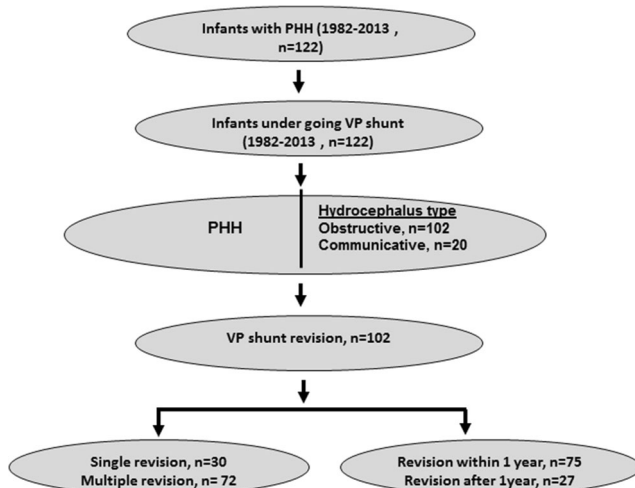 Infants with PHH (1982-2013 ,
n=122)
Infants under going VP shunt
(1982-2013 , n=122)
PHH
Hydrocephalus type
Obstructive, n=102
Communicative, n=20
VP shunt revision, n=102
Single revision, n=30
Multiple revision, n= 72
Revision within 1 year, n=75
Revision after 1year, n=27